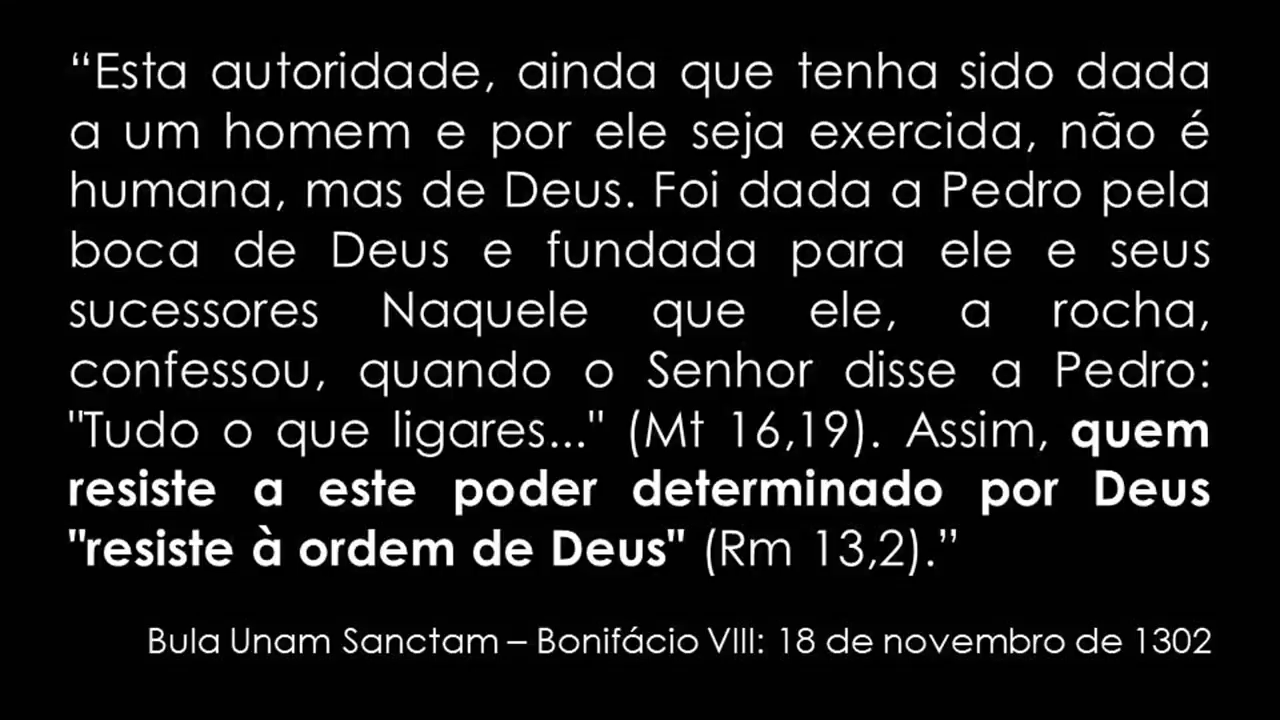 “Esta autoridade, ainda que tenha sido dada
a um homem e por ele seja exercida, não é
humana, mas de Deus. Foi dada a Pedro pela
boca de Deus e fundada para ele e seus
sucessores Naquele que ele, a rocha,
confessou, quando o Senhor disse a Pedro:
"Tudo o que ligares..." (Mt 16,19). Assim, quem
resiste a este poder determinado por Deus
"resiste à ordem de Deus" (Rm 13,2).”
Bula Unam Sanctam – Bonifácio VIII: 18 de novembro de 1302